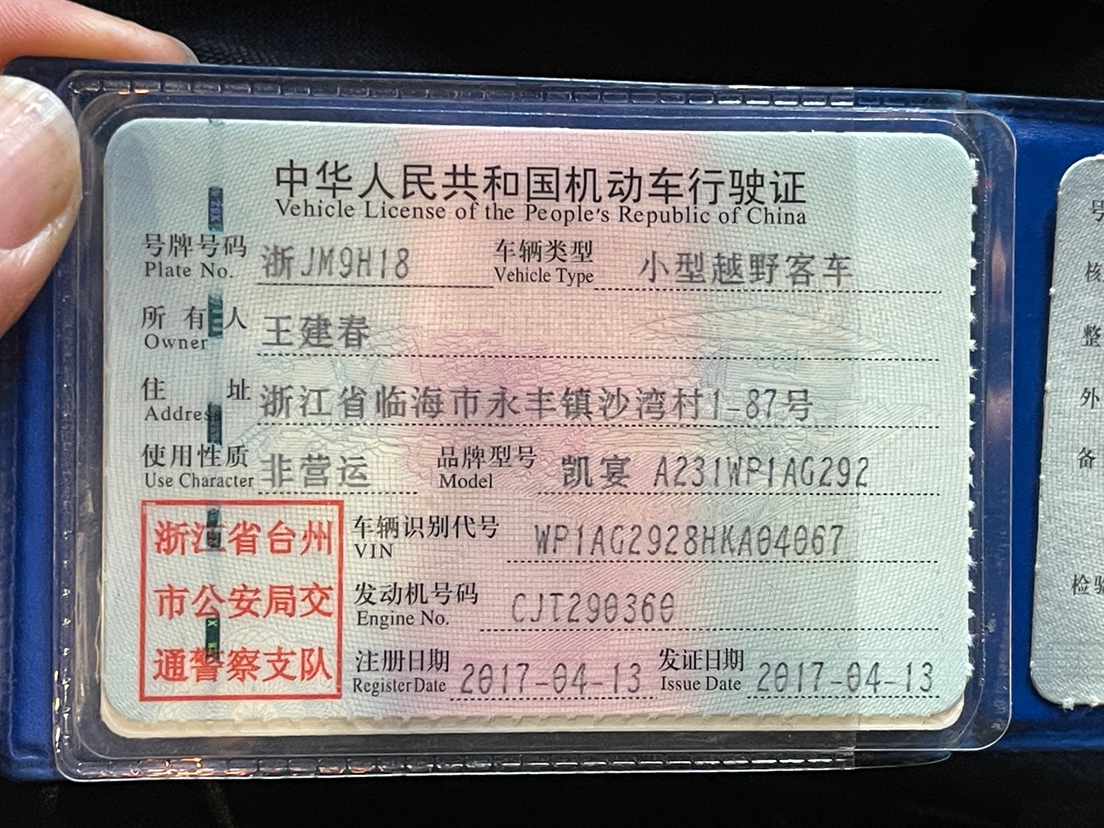 中华人民共和国机动车行驶证
Vehicle License of the People's Republic of China
号牌号码 浙JM9H18 车辆类型 小型越野客车
Plate No. Vehicle Type
所有人 王建春
Owner
住址 浙江省临海市永丰镇沙湾村1-87号
Address
使用性质 非营运 品牌型号 凯宴 A231WP1AG292
Use Character Model
浙江省台州
市公安局交
通警察支队
车辆识别代号 WP1AG2928HKA04067
VIN
发动机号码 CJT290360
Engine No.
注册日期 2017-04-13 发证日期 2017-04-13
Register Date Issue Date
号
核
整
外
备
检验